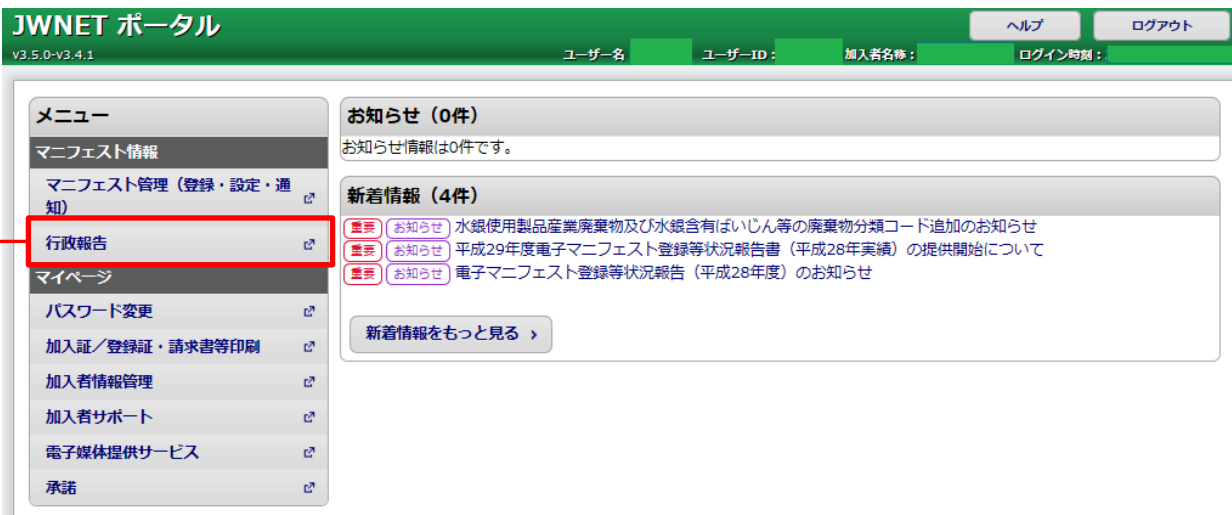 JWNET ポータル
ヘルプ
ログアウト
v3.5.0-v3.4.1
ユーザー名
ユーザーID：
加入者名称：
ログイン時刻：
メニュー
マニフェスト情報
マニフェスト管理（登録・設定・通
知）
行政報告
マイページ
パスワード変更
加入証／登録証・請求書等印刷
加入者情報管理
加入者サポート
電子媒体提供サービス
承諾
お知らせ（0件）
お知らせ情報は0件です。
新着情報（4件）
重要 お知らせ 水銀使用製品産業廃棄物及び水銀含有ばいじん等の廃棄物分類コード追加のお知らせ
重要 お知らせ 平成29年度電子マニフェスト登録等状況報告書（平成28年実績）の提供開始について
重要 お知らせ 電子マニフェスト登録等状況報告（平成28年度）のお知らせ
新着情報をもっと見る ›